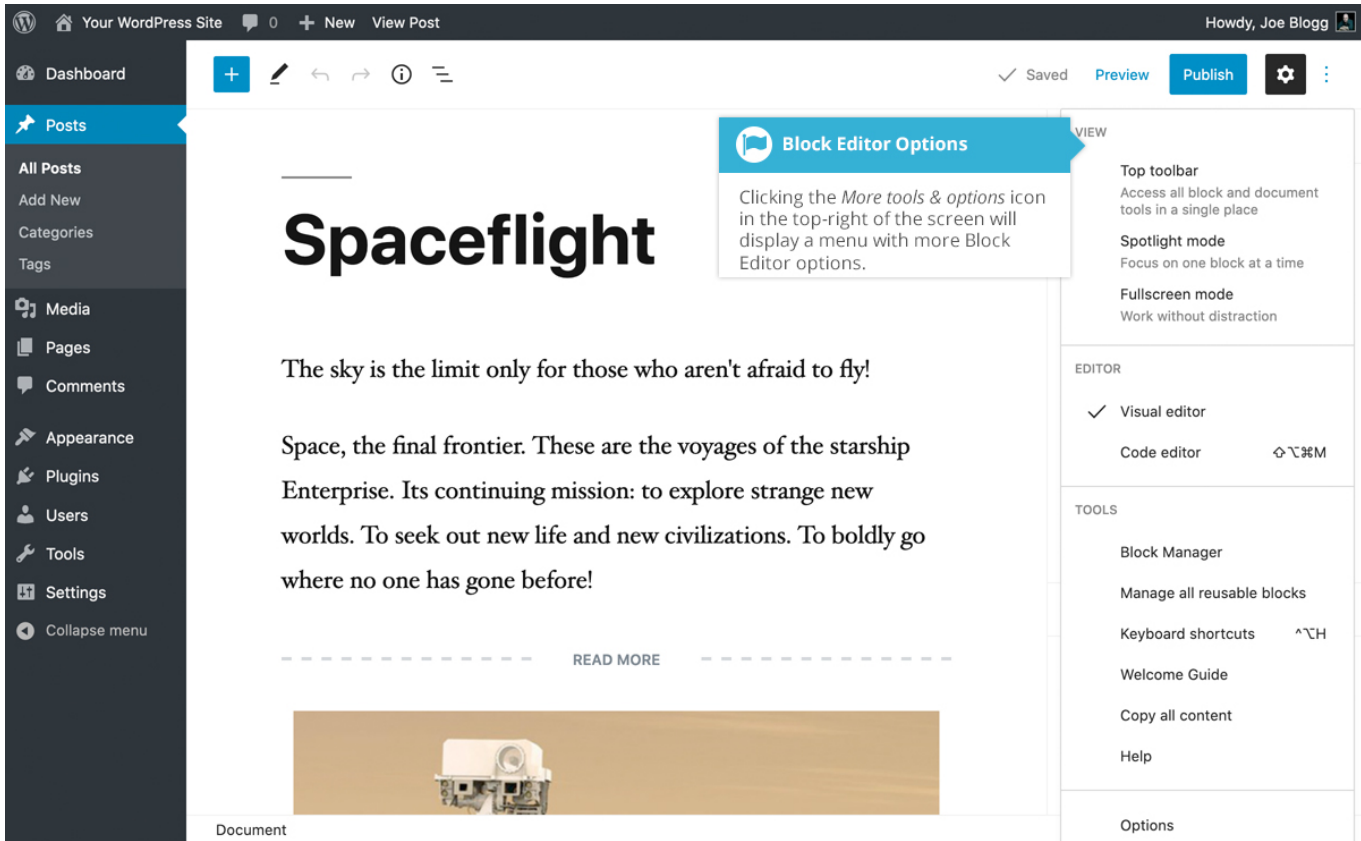 Your WordPress Site 0 New View Post Howdy, Joe Blogg
Dashboard
Posts
All Posts
Add New
Categories
Tags
Media
Pages
Comments
Appearance
Plugins
Users
Tools
Settings
Collapse menu
Saved Preview Publish
Spaceflight
The sky is the limit only for those who aren't afraid to fly!
Space, the final frontier. These are the voyages of the starship
Enterprise. Its continuing mission: to explore strange new
worlds. To seek out new life and new civilizations. To boldly go
where no one has gone before!
READ MORE
Document
Block Editor Options
Clicking the More tools & options icon
in the top-right of the screen will
display a menu with more Block
Editor options.
VIEW
Top toolbar
Access all block and document
tools in a single place
Spotlight mode
Focus on one block at a time
Fullscreen mode
Work without distraction
EDITOR
Visual editor
Code editor ⇧⌥⌘M
TOOLS
Block Manager
Manage all reusable blocks
Keyboard shortcuts ^⌥H
Welcome Guide
Copy all content
Help
Options